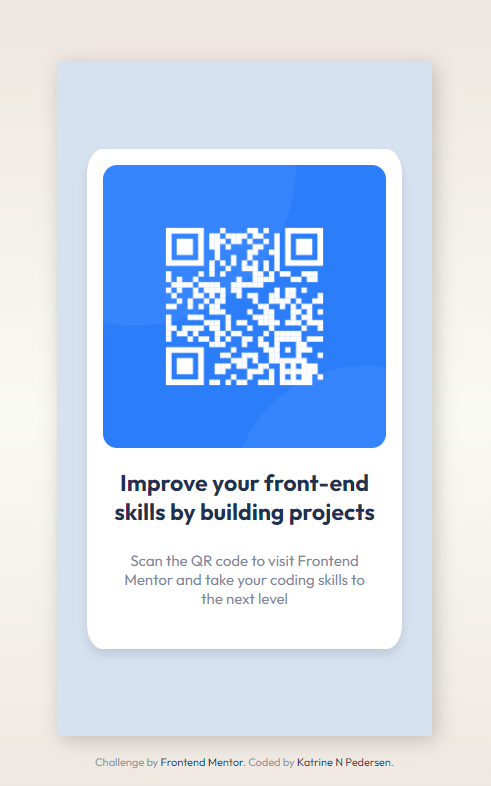 Improve your front-end
skills by building projects
Scan the QR code to visit Frontend
Mentor and take your coding skills to
the next level
Challenge by Frontend Mentor. Coded by Katrine N Pedersen.